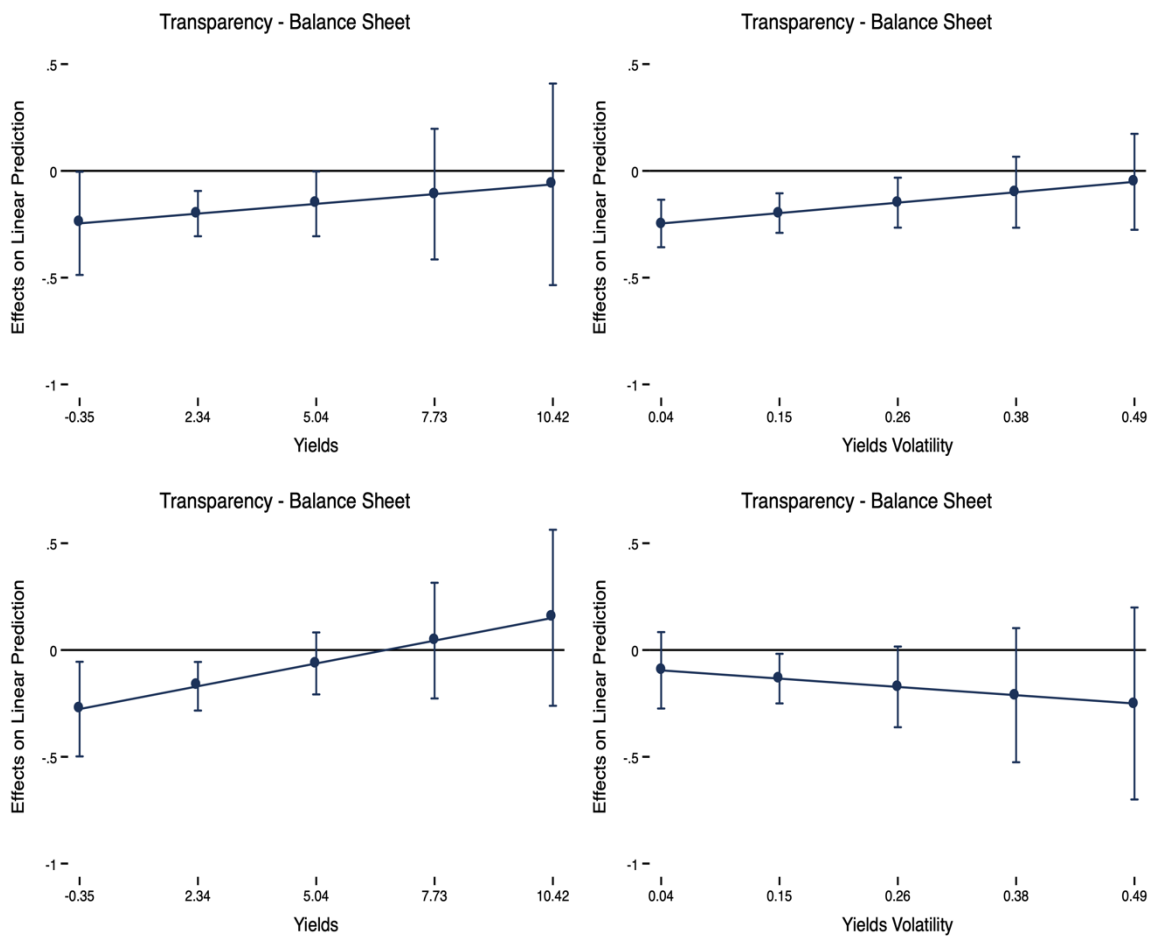 Transparency - Balance Sheet
Effects on Linear Prediction
.5
0
-.5
-1
-0.35 2.34 5.04 7.73 10.42
Yields
Transparency - Balance Sheet
Effects on Linear Prediction
.5
0
-.5
-1
0.04 0.15 0.26 0.38 0.49
Yields Volatility
Transparency - Balance Sheet
Effects on Linear Prediction
.5
0
-.5
-1
-0.35 2.34 5.04 7.73 10.42
Yields
Transparency - Balance Sheet
Effects on Linear Prediction
.5
0
-.5
-1
0.04 0.15 0.26 0.38 0.49
Yields Volatility